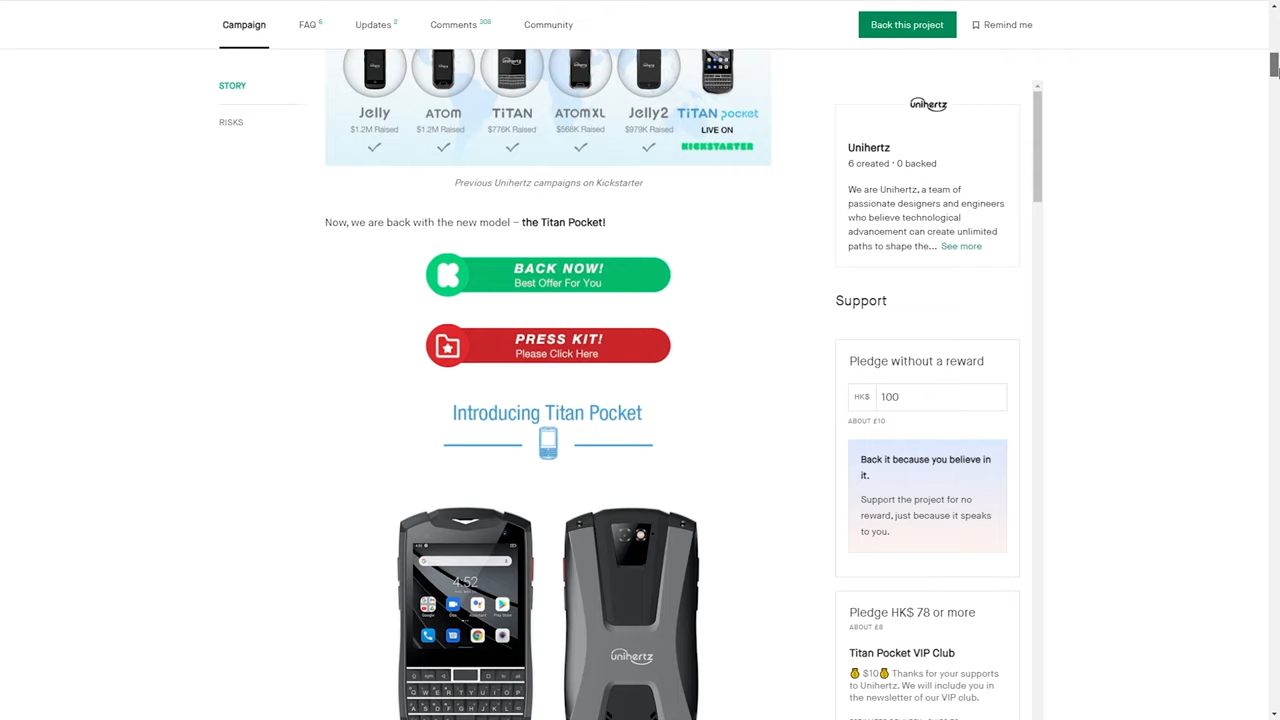 Campaign
FAQ 6
Updates 2
Comments 308
Community
Back this project
Remind me
STORY
RISKS
unihertz
Jelly
ATOM
TITAN
ATOM XL
Jelly2
TITAN pocket
$1.2M Raised
$1.2M Raised
$776K Raised
$568K Raised
$979K Raised
LIVE ON
KICKSTARTER
Previous Unihertz campaigns on Kickstarter
Now, we are back with the new model – the Titan Pocket!
BACK NOW!
Best Offer For You
PRESS KIT!
Please Click Here
Introducing Titan Pocket
4:52
Google
Duo
Assistant
Play Store
Q W E R T Y U I O P
A S D F G H J K L
unihertz
unihertz
Unihertz
6 created · 0 backed
We are Unihertz, a team of
passionate designers and engineers
who believe technological
advancement can create unlimited
paths to shape the... See more
Support
Pledge without a reward
HK$ 100
ABOUT £10
Back it because you believe in
it.
Support the project for no
reward, just because it speaks
to you.
Pledge HK$ 78 or more
ABOUT £8
Titan Pocket VIP Club
$10 Thanks for your supports
to Unihertz. We will include you in
the newsletter of our VIP club.